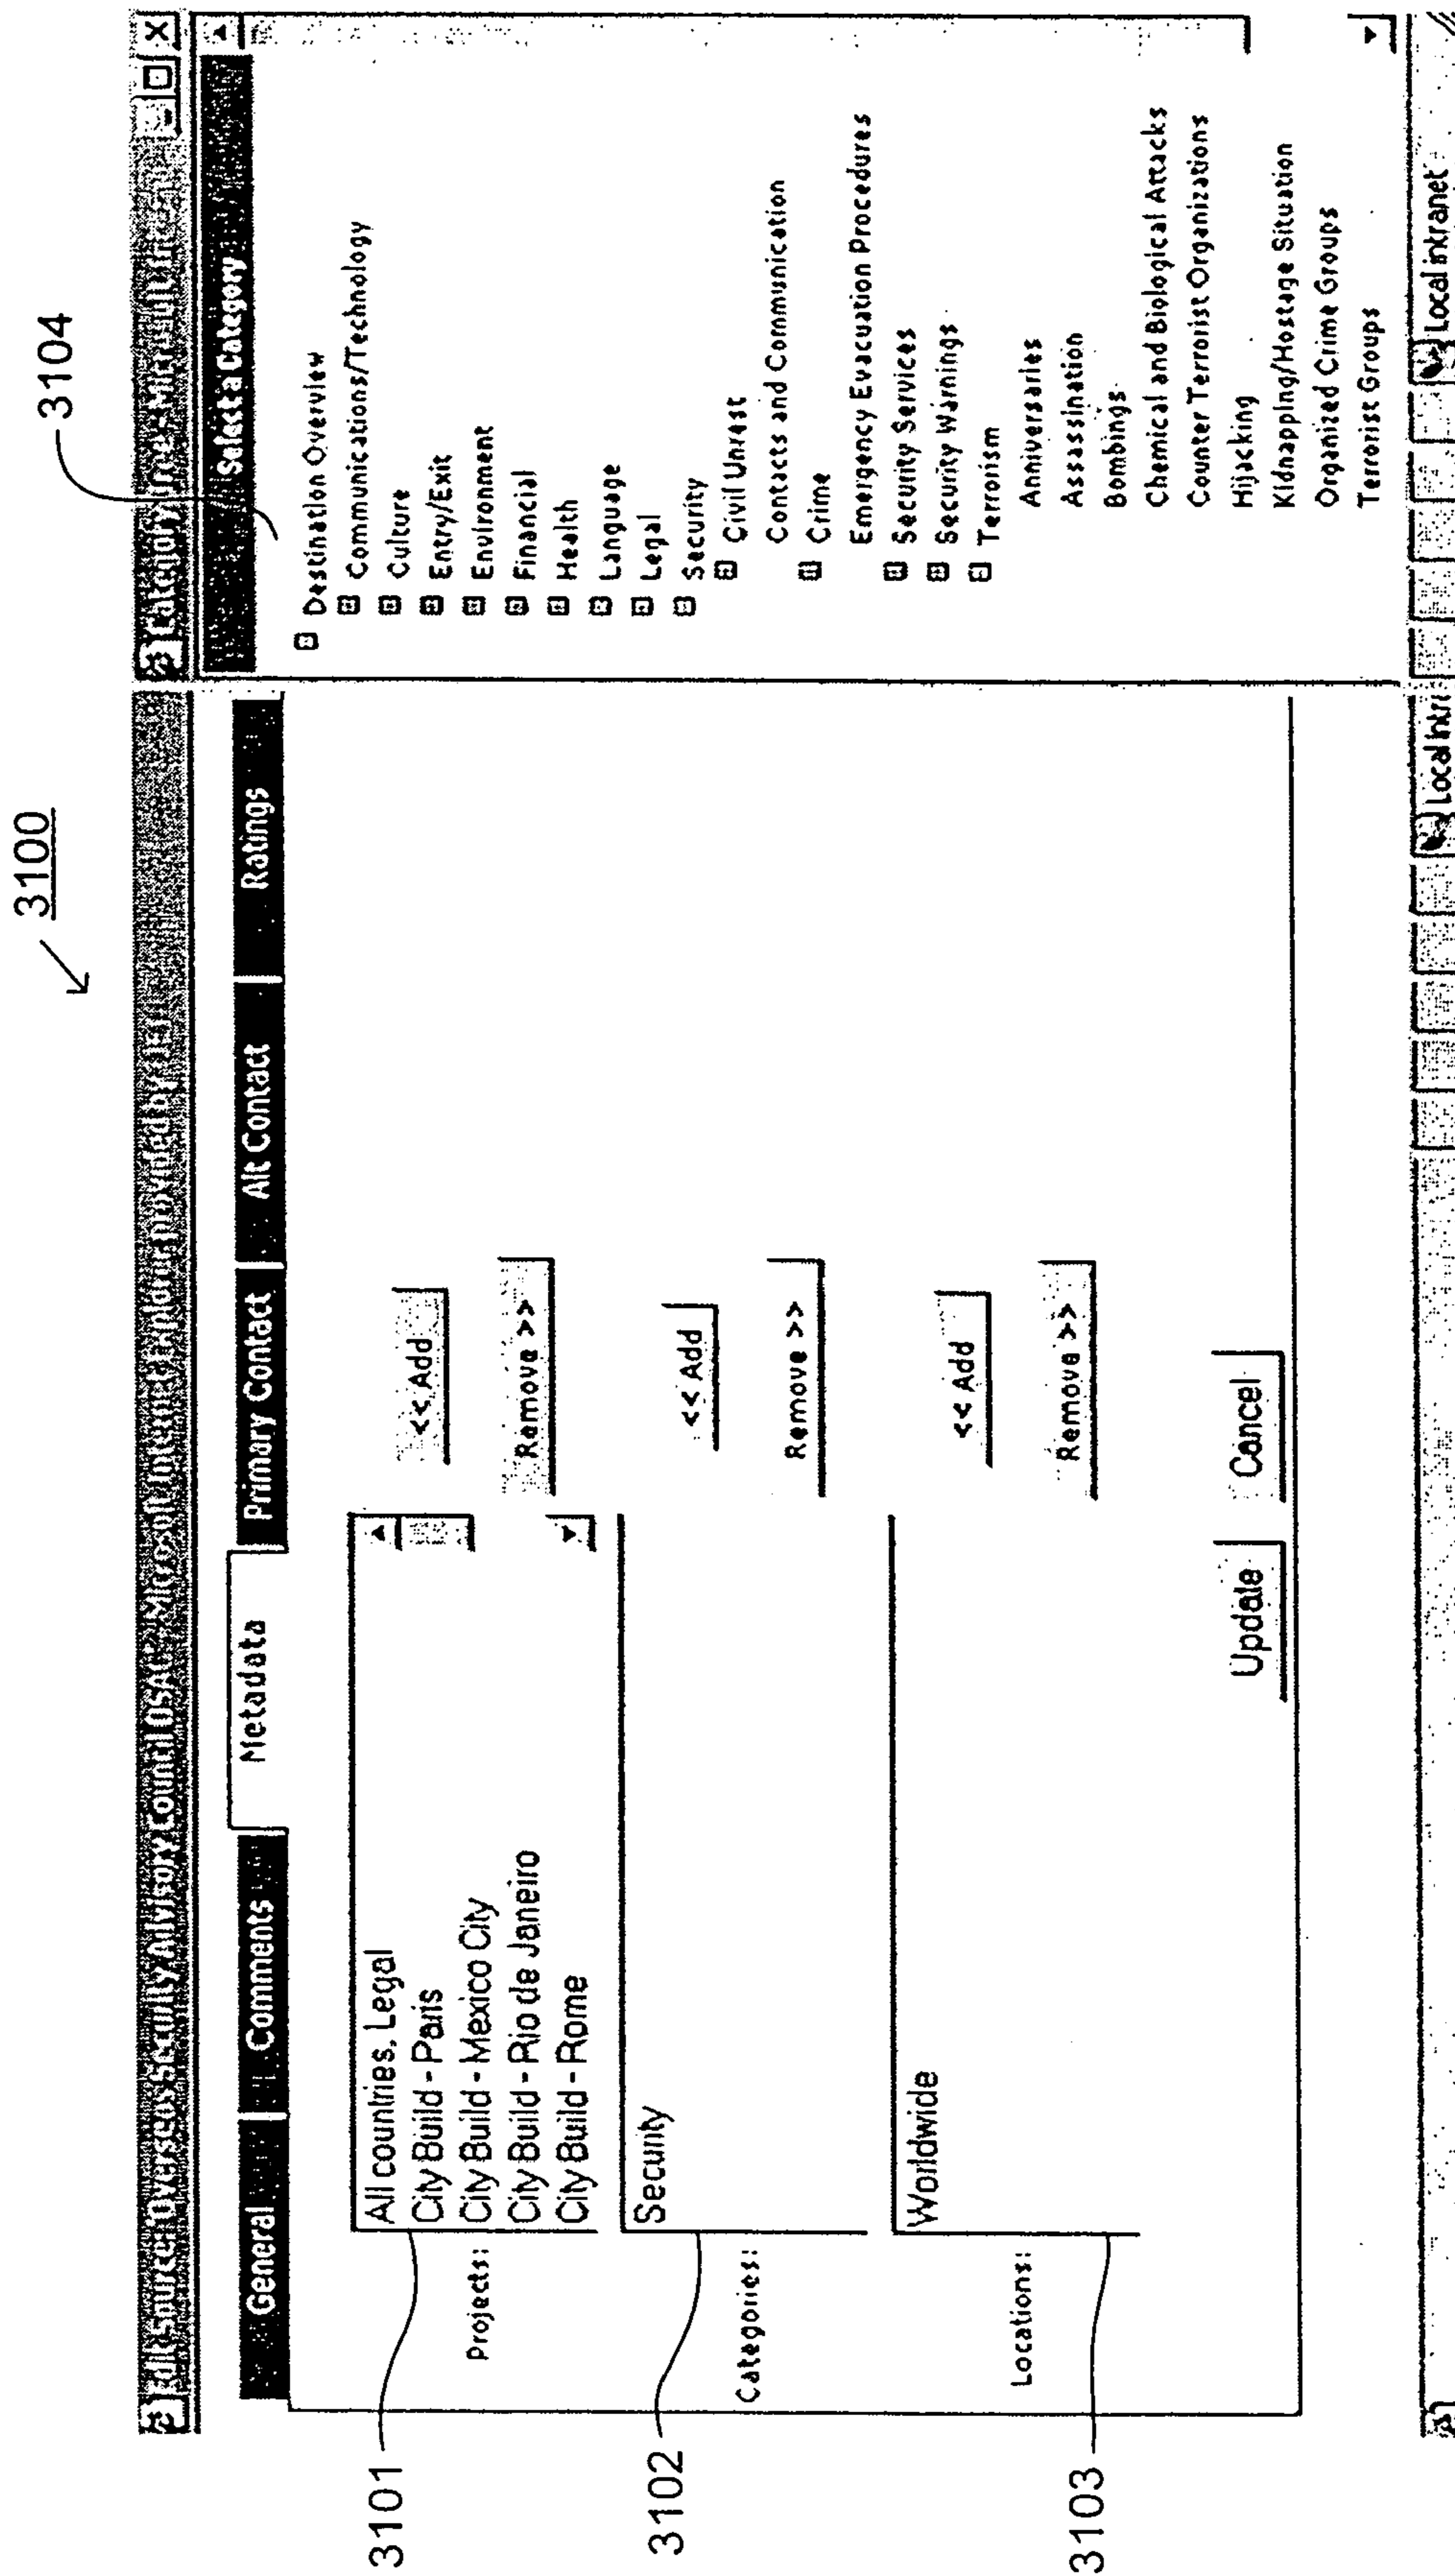 3100
3104
Edit source: Overseas Security Advisory Council (OSAC) - Microsoft Internet Explorer provided by
General
Comments
Metadata
Primary Contact
Alt Contact
Ratings
Projects:
All countries, Legal
City Build - Paris
City Build - Mexico City
City Build - Rio de Janeiro
City Build - Rome
<< Add
Remove >>
Categories:
Security
<< Add
Remove >>
Locations:
Worldwide
<< Add
Remove >>
Update
Cancel
3101
3102
3103
Local intr
Select a Category
Destination Overview
Communications/Technology
Culture
Entry/Exit
Environment
Financial
Health
Language
Legal
Security
Civil Unrest
Contacts and Communication
Crime
Emergency Evacuation Procedures
Security Services
Security Warnings
Terrorism
Anniversaries
Assassination
Bombings
Chemical and Biological Attacks
Counter Terrorist Organizations
Hijacking
Kidnapping/Hostage Situation
Organized Crime Groups
Terrorist Groups
Local intranet